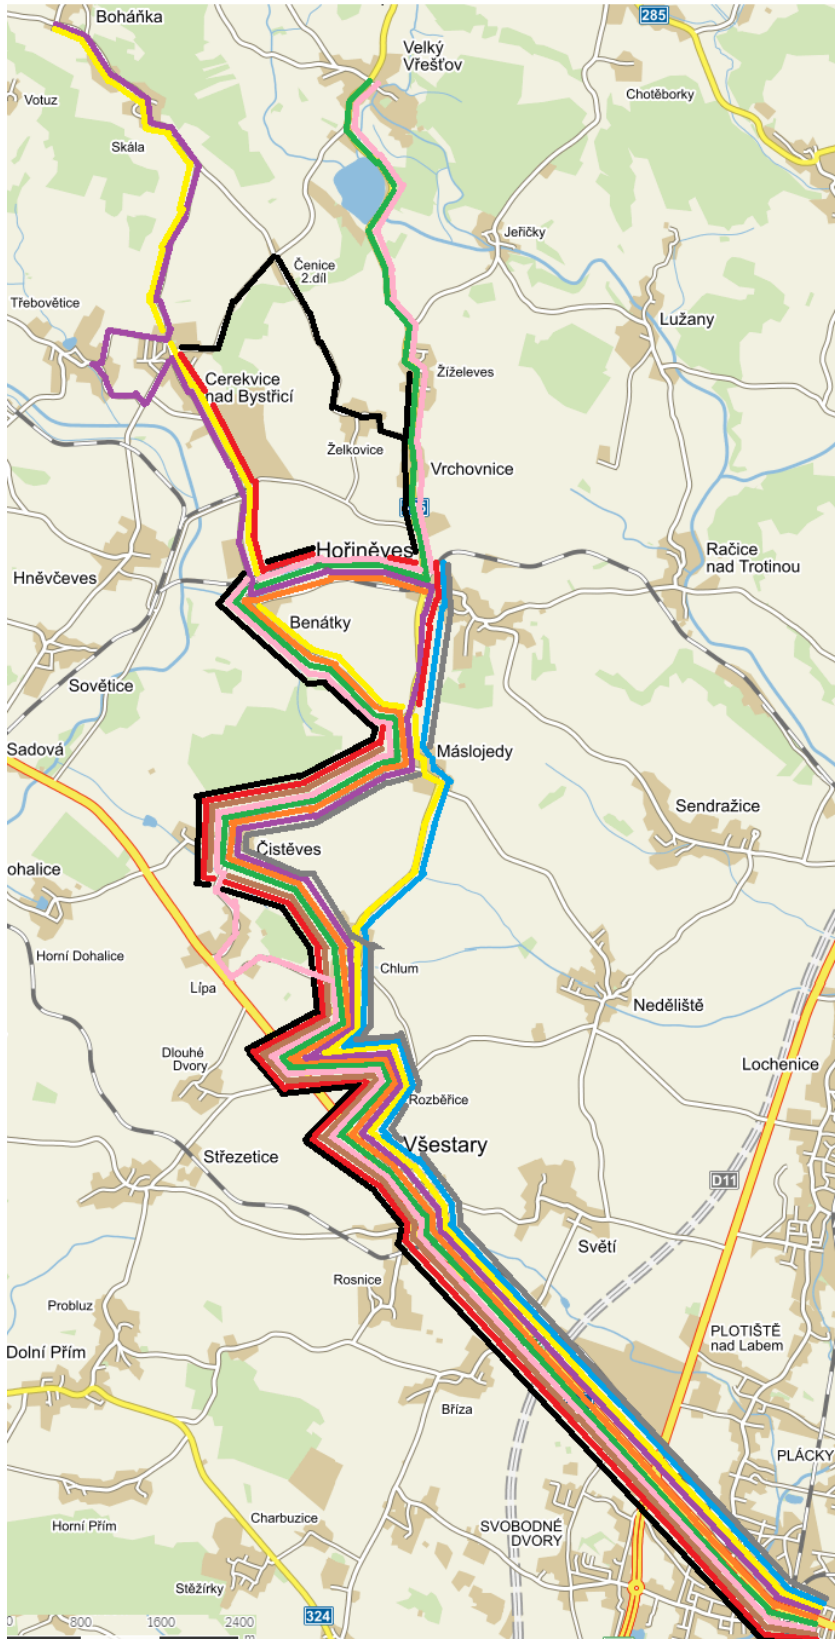 Boháňka
285
Velký
Vřešťov
Votuz
Chotěborky
Skála
Jeřičky
Čenice
2.díl
Třebovětice
Lužany
Cerekvice
nad Bystřicí
Žíželeves
Želkovice
Vrchovnice
Hořiněves
Račice
nad Trotinou
Hněvčeves
Benátky
Sovětice
Sadová
Máslojedy
Sendražice
Čistěves
ohalice
Horní Dohalice
Chlum
Lípa
Neděliště
Dlouhé
Dvory
Lochenice
Rozběřice
Všestary
Střezetice
D11
Světí
Rosnice
Probluz
PLOTIŠTĚ
nad Labem
Dolní Přím
Bříza
PLÁCKY
Horní Přím
Charbuzice
SVOBODNÉ
DVORY
Stěžírky
324
0 800 1600 2400